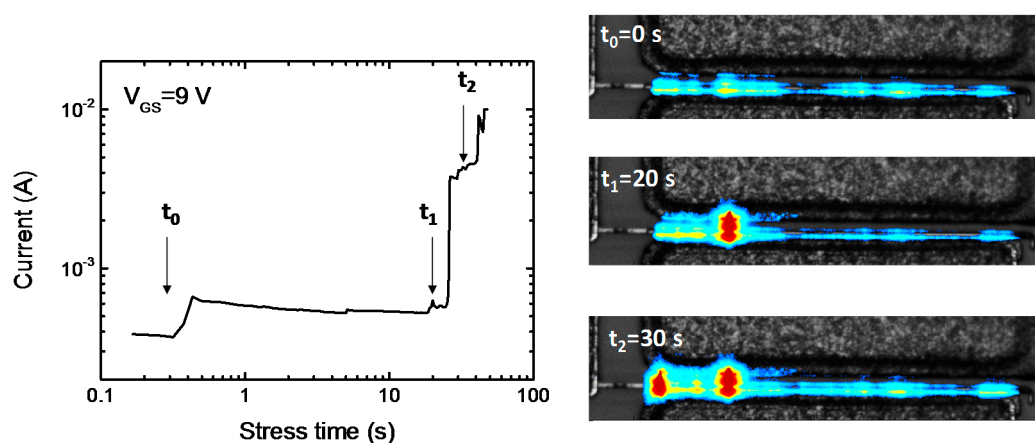 V_GS=9 V
t_0
t_1
t_2
10^-2
10^-3
Current (A)
0.1 1 10 100
Stress time (s)
t_0=0 s
t_1=20 s
t_2=30 s